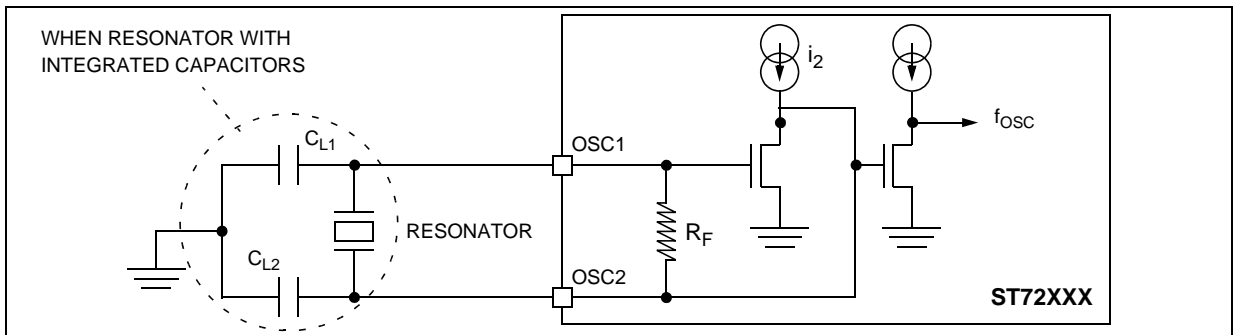 WHEN RESONATOR WITH
INTEGRATED CAPACITORS
i2
fOSC
CL1
OSC1
RESONATOR
RF
CL2
OSC2
ST72XXX